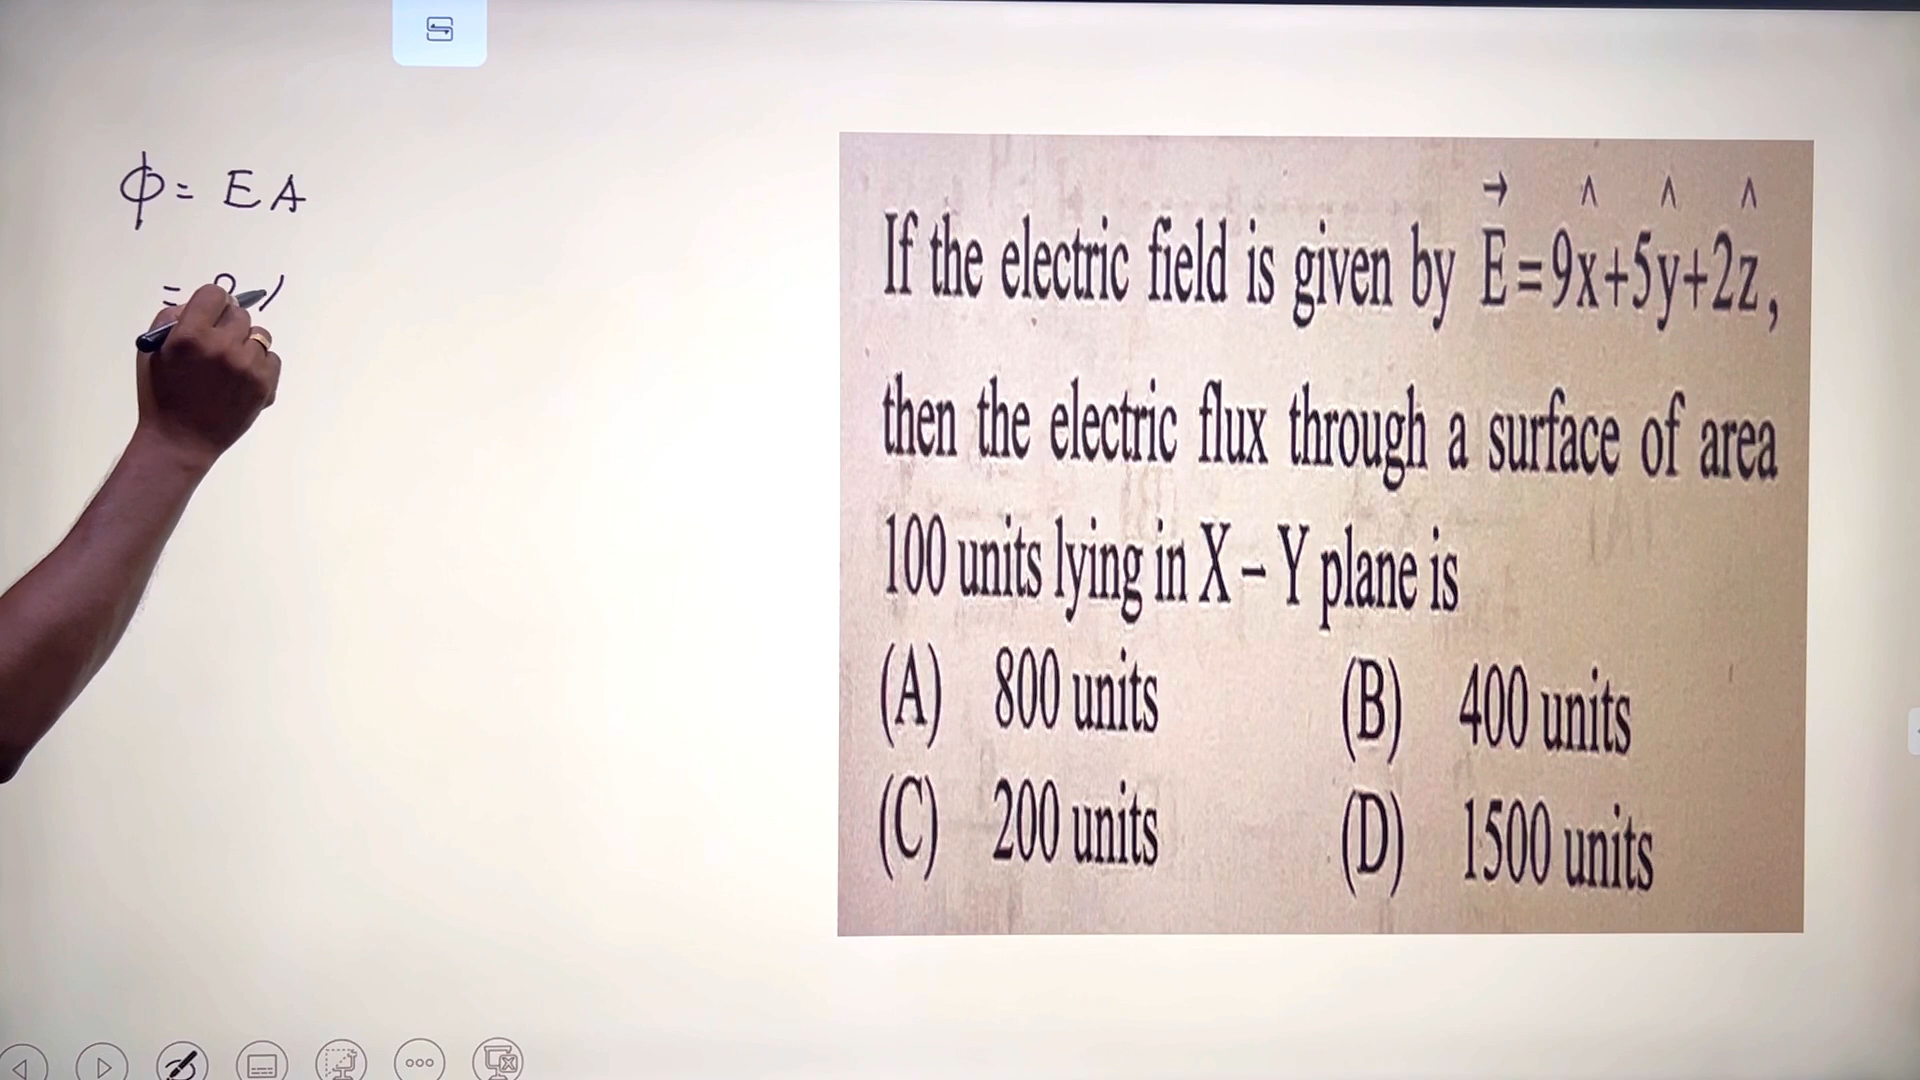 ϕ = E A
=
If the electric field is given by E⃗ = 9x̂+5ŷ+2ẑ,
then the electric flux through a surface of area
100 units lying in X – Y plane is
(A) 800 units (B) 400 units
(C) 200 units (D) 1500 units